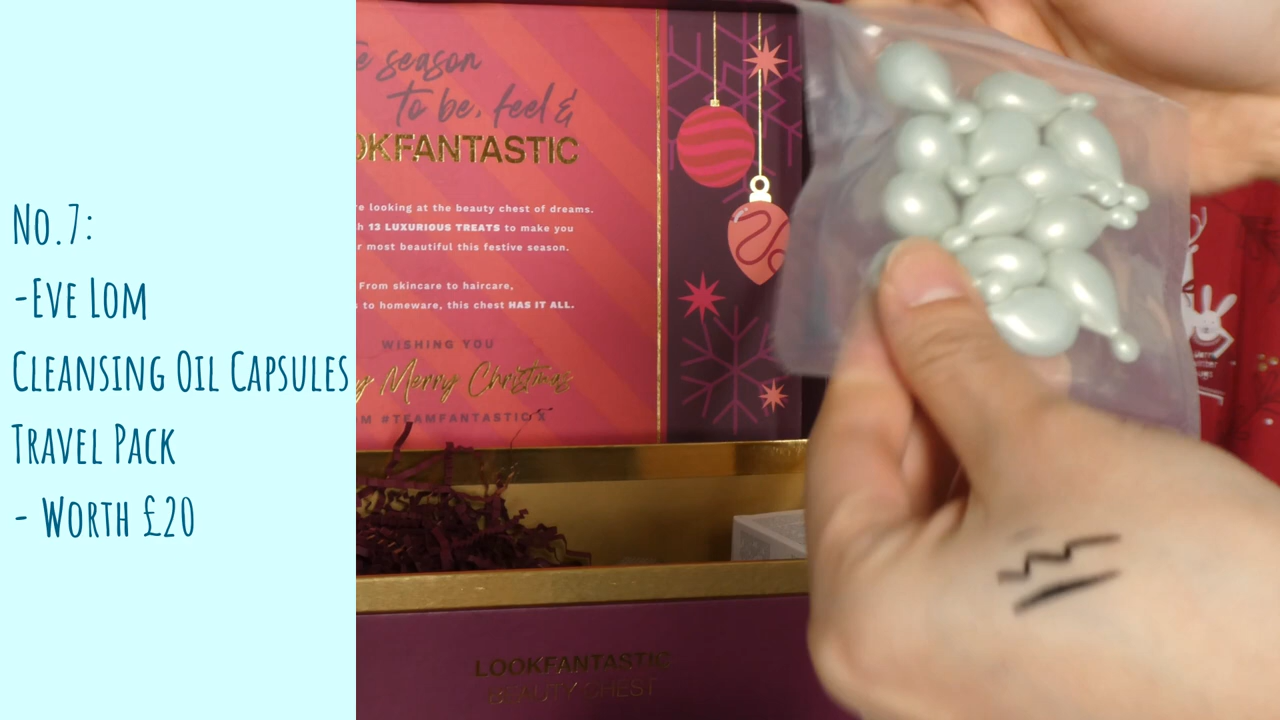 No.7:
-Eve Lom
Cleansing Oil Capsules
Travel Pack
- Worth £20
season
to be, feel &
OKFANTASTIC
re looking at the beauty chest of dreams.
h 13 LUXURIOUS TREATS to make you
r most beautiful this festive season.
From skincare to haircare,
to homeware, this chest HAS IT ALL.
WISHING YOU
y Merry Christmas
M #TEAMFANTASTIC X
LOOKFANTASTIC
BEAUTY CHEST